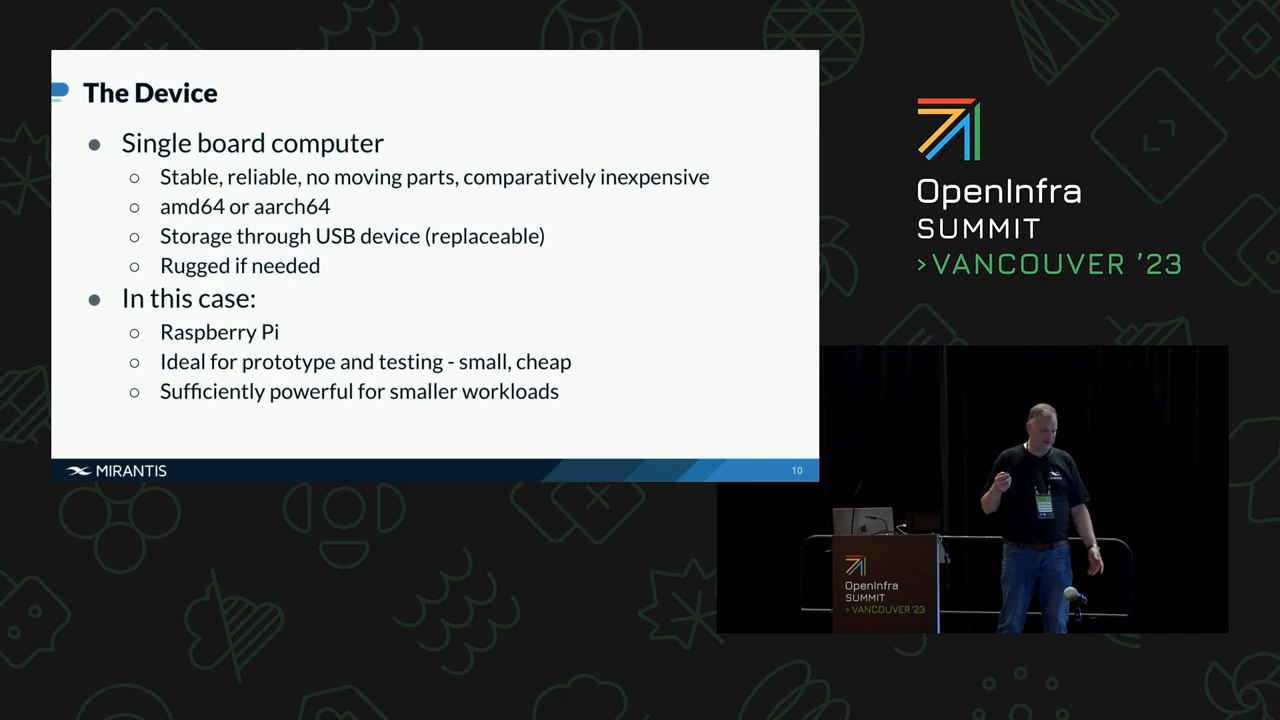 The Device
● Single board computer
○ Stable, reliable, no moving parts, comparatively inexpensive
○ amd64 or aarch64
○ Storage through USB device (replaceable)
○ Rugged if needed
● In this case:
○ Raspberry Pi
○ Ideal for prototype and testing - small, cheap
○ Sufficiently powerful for smaller workloads
MIRANTIS
10
OpenInfra
SUMMIT
>VANCOUVER '23
OpenInfra
SUMMIT
>VANCOUVER '23